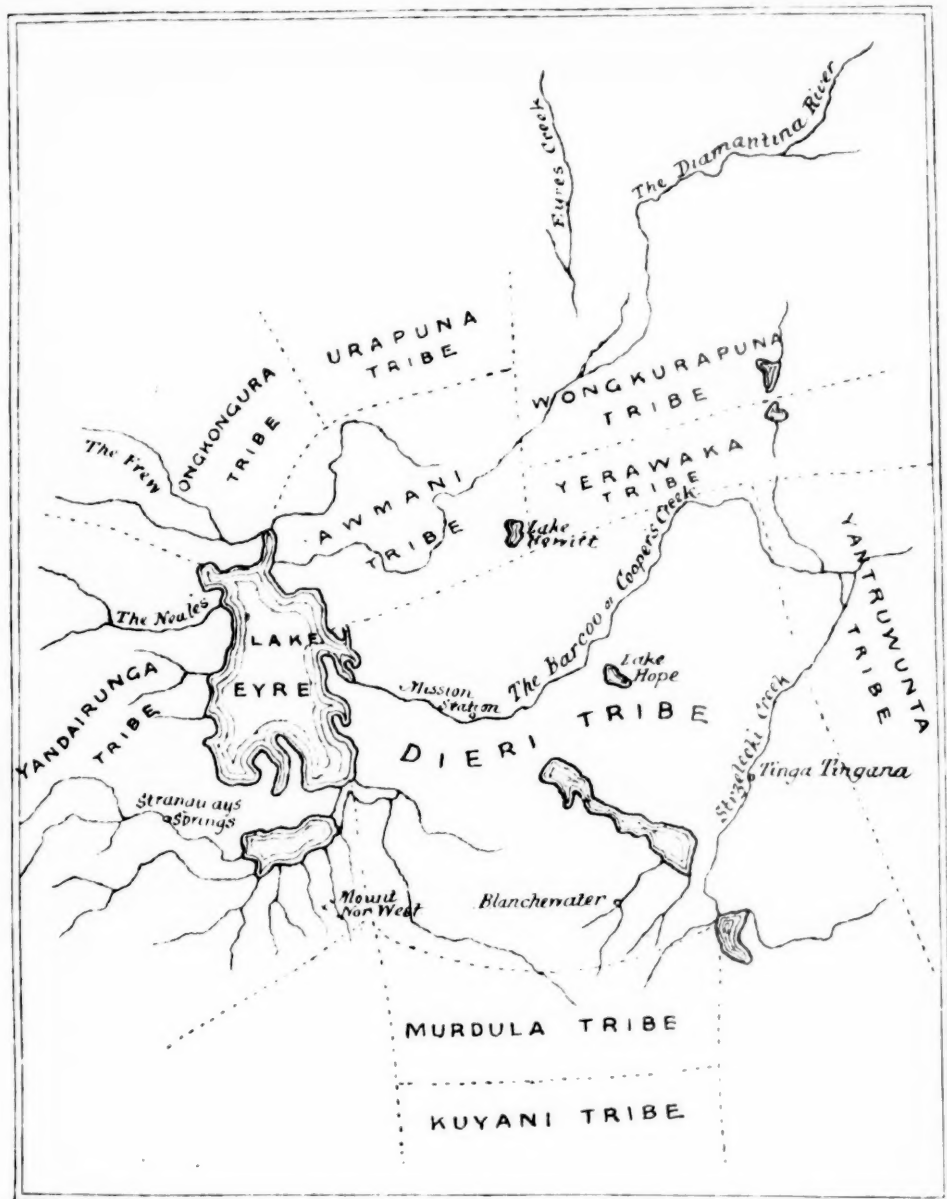 Eyres Creek
The Diamantina River
URAPUNA
TRIBE
WONGKURAPUNA
TRIBE
ONGKONGURA
TRIBE
The Frew
YERAWAKA
TRIBE
AWMANI
TRIBE
Lake
Hewitt
The Barcoo or Coopers Creek
YANTRUWUNTA
TRIBE
The Neales
LAKE
EYRE
Mission
Station
Lake
Hope
YANDAIRUNGA
TRIBE
DIERI TRIBE
Strzelecki Creek
Tinga Tingana
Stranguays
Springs
Mount
Nor West
Blanchewater
MURDULA TRIBE
KUYANI TRIBE